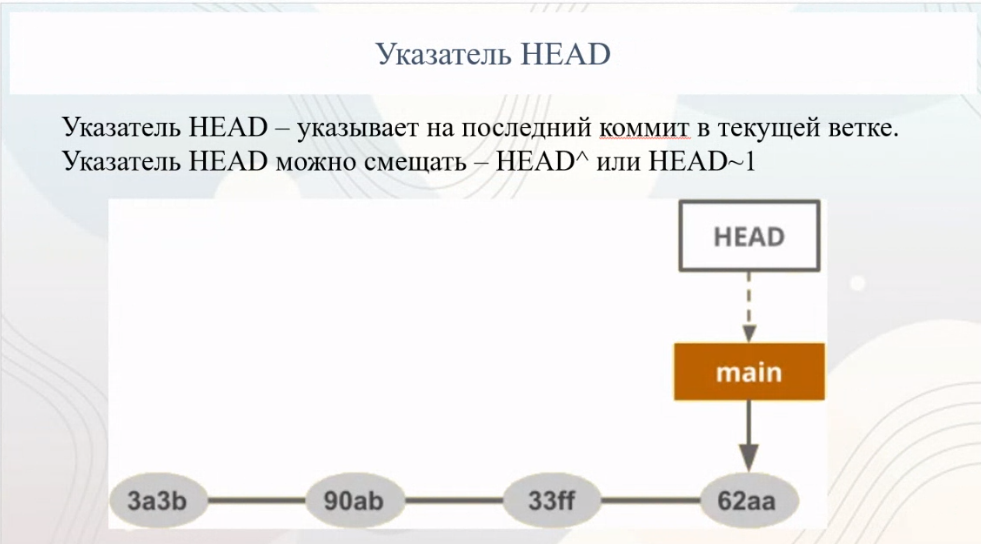 Указатель HEAD
Указатель HEAD – указывает на последний коммит в текущей ветке.
Указатель HEAD можно смещать – HEAD^ или HEAD~1
HEAD
main
3a3b 90ab 33ff 62aa